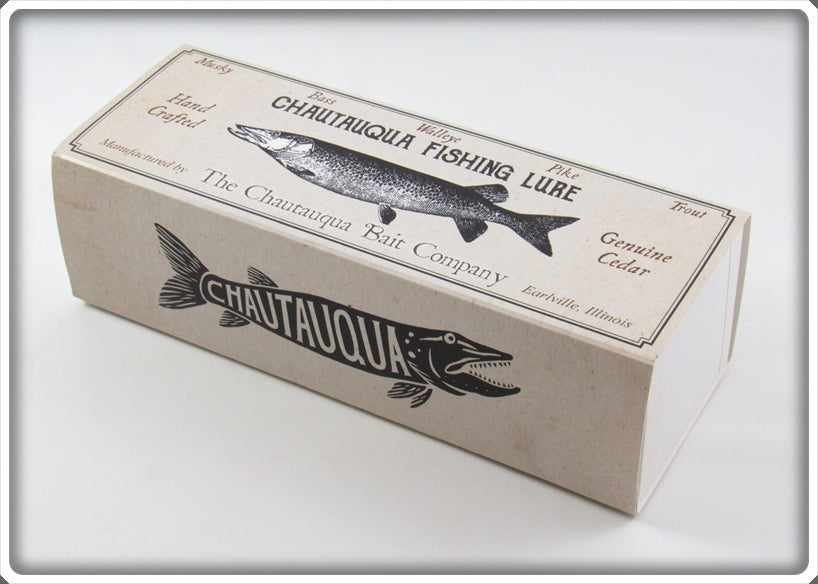 Musky
Bass
Walleye
Pike
Trout
Hand
Crafted
CHAUTAUQUA FISHING LURE
Genuine
Cedar
Manufactured by
The Chautauqua Bait Company
Earlville, Illinois
CHAUTAUQUA